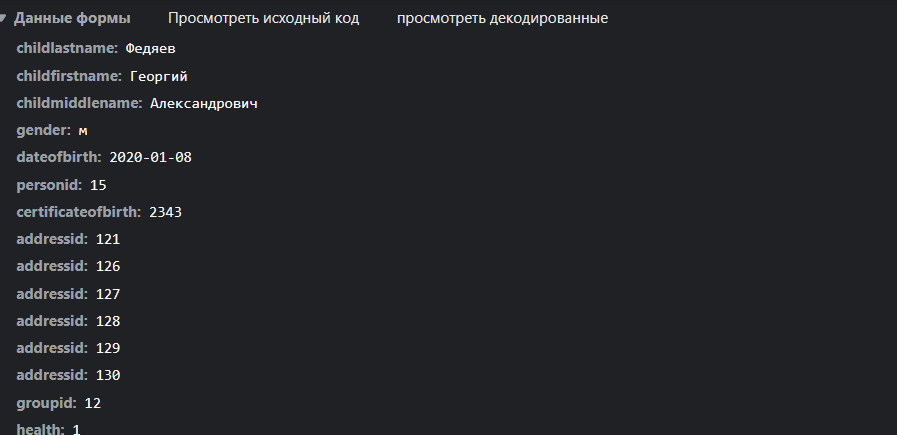 Данные формы Просмотреть исходный код просмотреть декодированные
childlastname: Федяев
childfirstname: Георгий
childmiddlename: Александрович
gender: м
dateofbirth: 2020-01-08
personid: 15
certificateofbirth: 2343
addressid: 121
addressid: 126
addressid: 127
addressid: 128
addressid: 129
addressid: 130
groupid: 12
health: 1